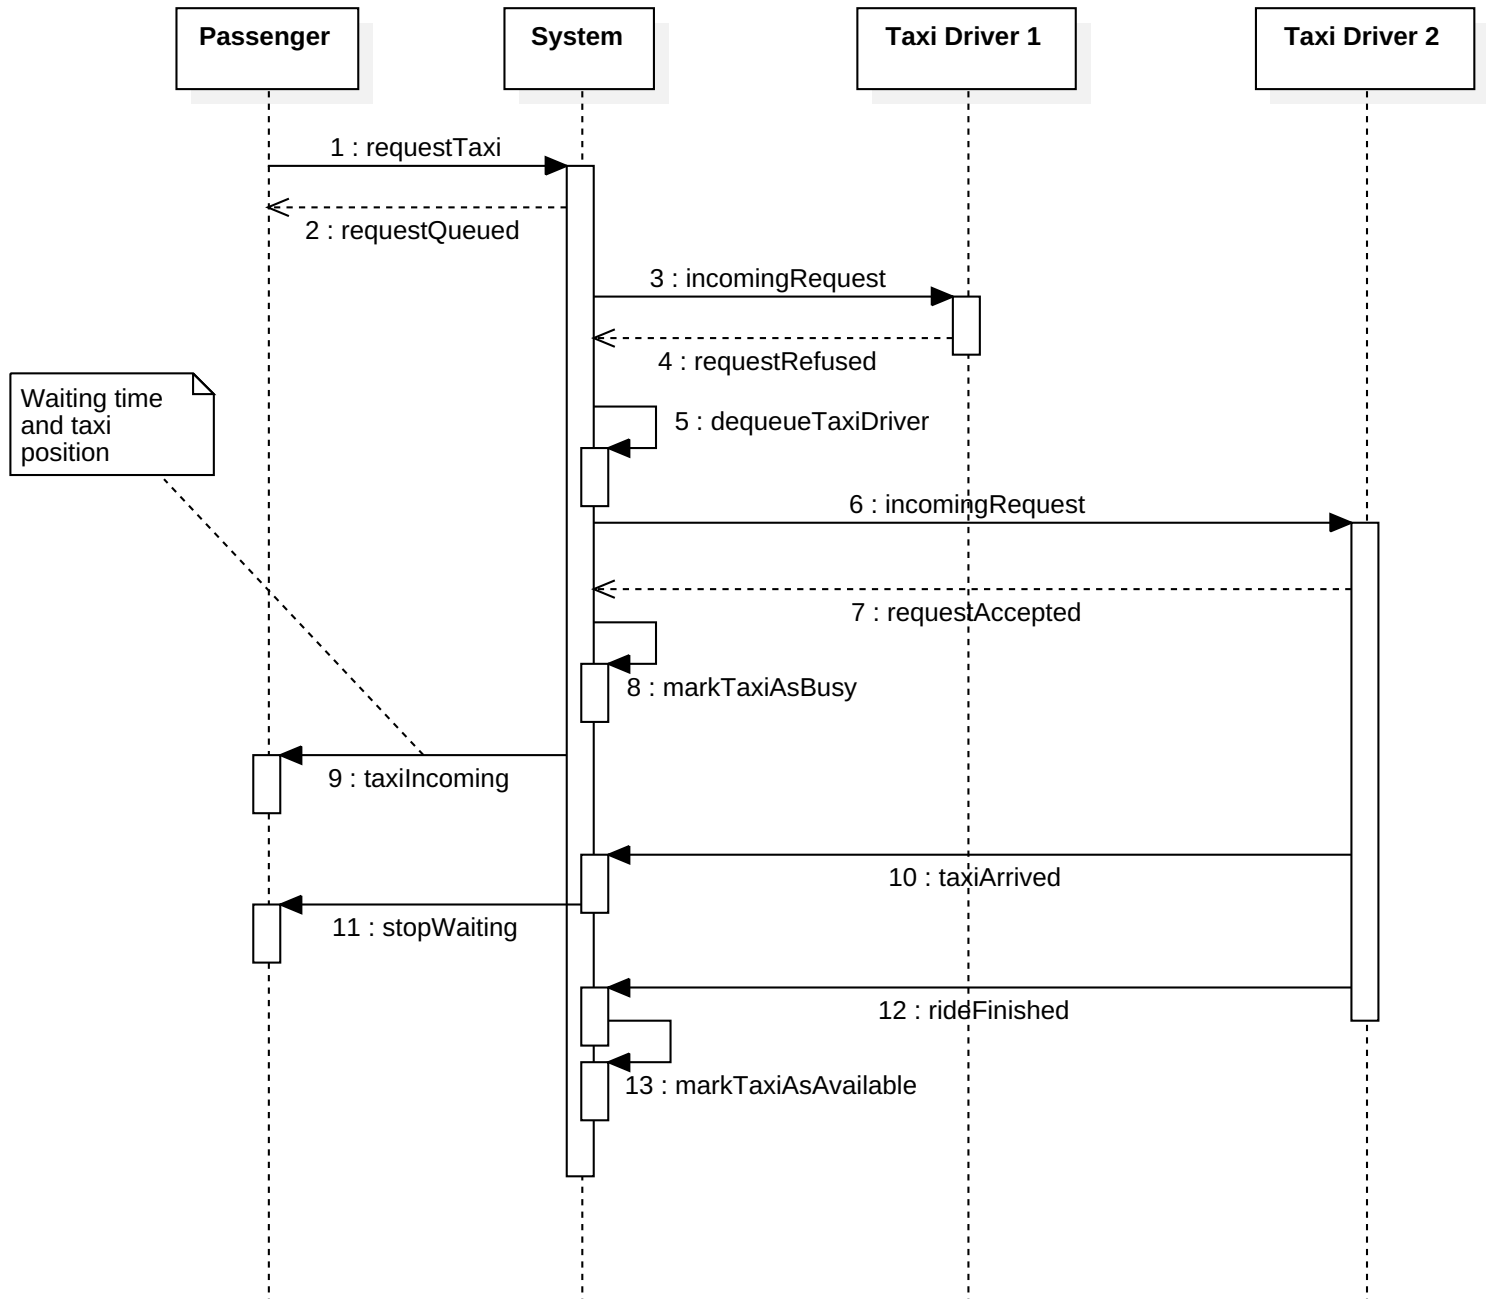 Passenger
System
Taxi Driver 1
Taxi Driver 2
1 : requestTaxi
2 : requestQueued
3 : incomingRequest
4 : requestRefused
Waiting time
and taxi
position
5 : dequeueTaxiDriver
6 : incomingRequest
7 : requestAccepted
8 : markTaxiAsBusy
9 : taxiIncoming
10 : taxiArrived
11 : stopWaiting
12 : rideFinished
13 : markTaxiAsAvailable